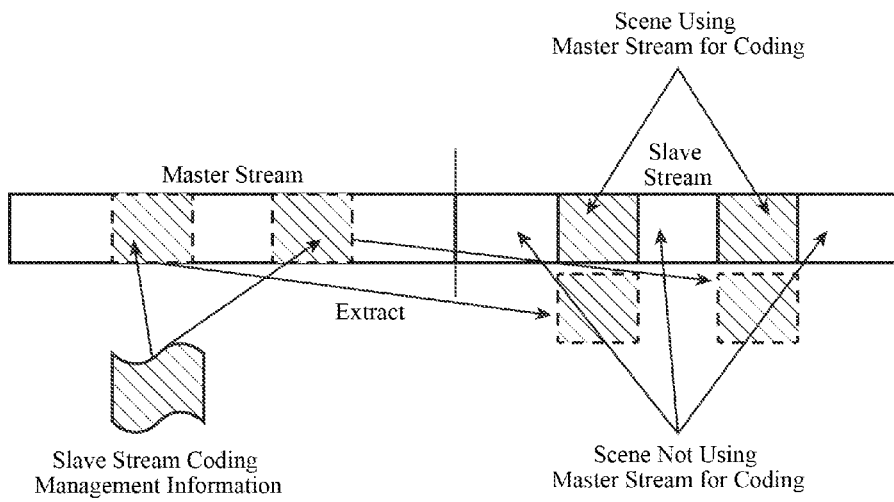 Scene Using
Master Stream for Coding
Master Stream
Slave
Stream
Extract
Slave Stream Coding
Management Information
Scene Not Using
Master Stream for Coding